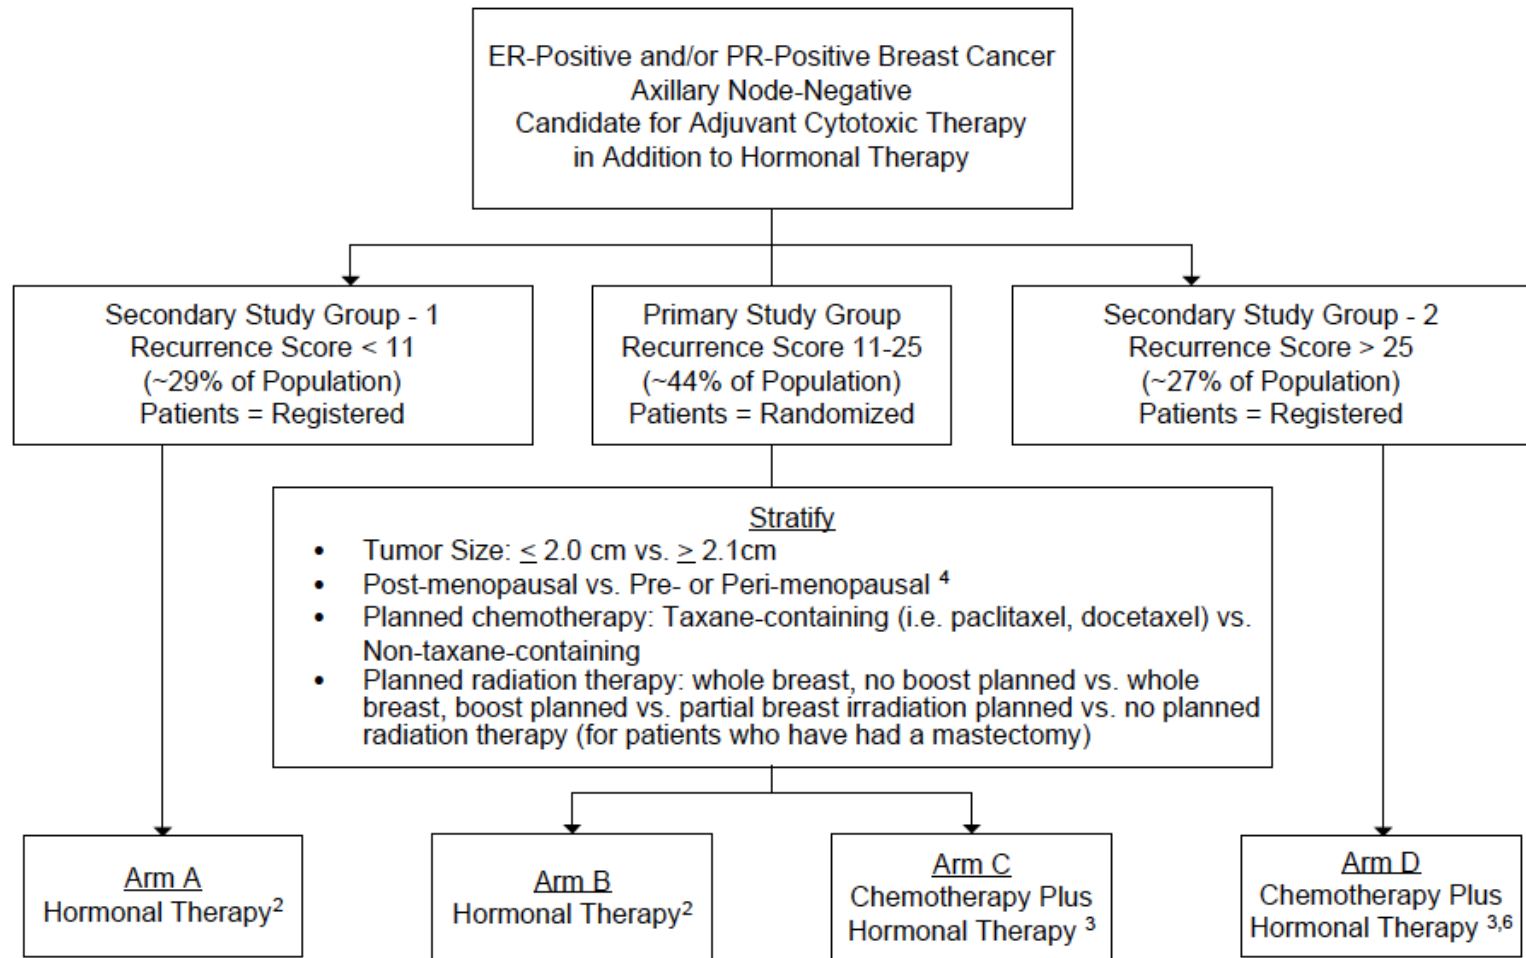 ER-Positive and/or PR-Positive Breast Cancer
Axillary Node-Negative
Candidate for Adjuvant Cytotoxic Therapy
in Addition to Hormonal Therapy
Secondary Study Group - 1
Recurrence Score < 11
(~29% of Population)
Patients = Registered
Primary Study Group
Recurrence Score 11-25
(~44% of Population)
Patients = Randomized
Secondary Study Group - 2
Recurrence Score > 25
(~27% of Population)
Patients = Registered
Stratify
• Tumor Size: ≤ 2.0 cm vs. ≥ 2.1cm
• Post-menopausal vs. Pre- or Peri-menopausal ⁴
• Planned chemotherapy: Taxane-containing (i.e. paclitaxel, docetaxel) vs.
Non-taxane-containing
• Planned radiation therapy: whole breast, no boost planned vs. whole
breast, boost planned vs. partial breast irradiation planned vs. no planned
radiation therapy (for patients who have had a mastectomy)
Arm A
Hormonal Therapy²
Arm B
Hormonal Therapy²
Arm C
Chemotherapy Plus
Hormonal Therapy ³
Arm D
Chemotherapy Plus
Hormonal Therapy ³,⁶